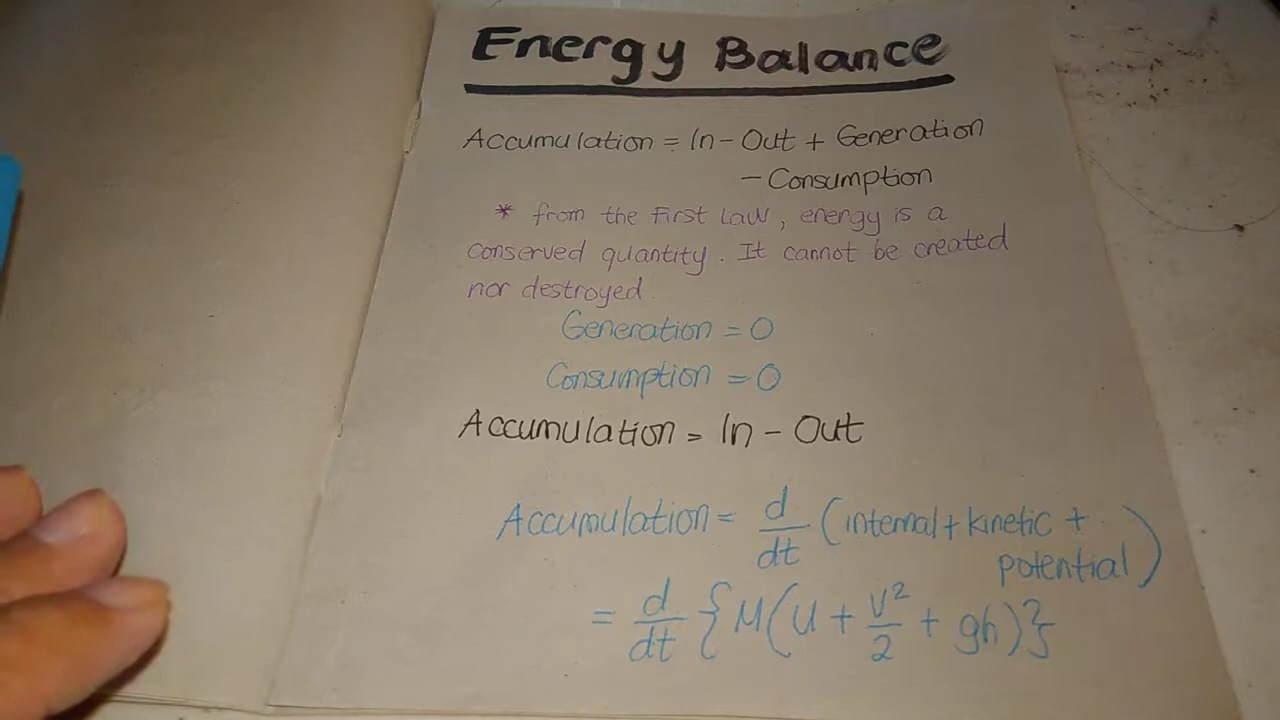 Energy Balance
Accumulation = In - Out + Generation
- Consumption
* from the First law, energy is a
conserved quantity. It cannot be created
nor destroyed.
Generation = 0
Consumption = 0
Accumulation = In - Out
Accumulation = d/dt (internal + kinetic +
potential)
= d/dt {M(U + v²/2 + gh)}